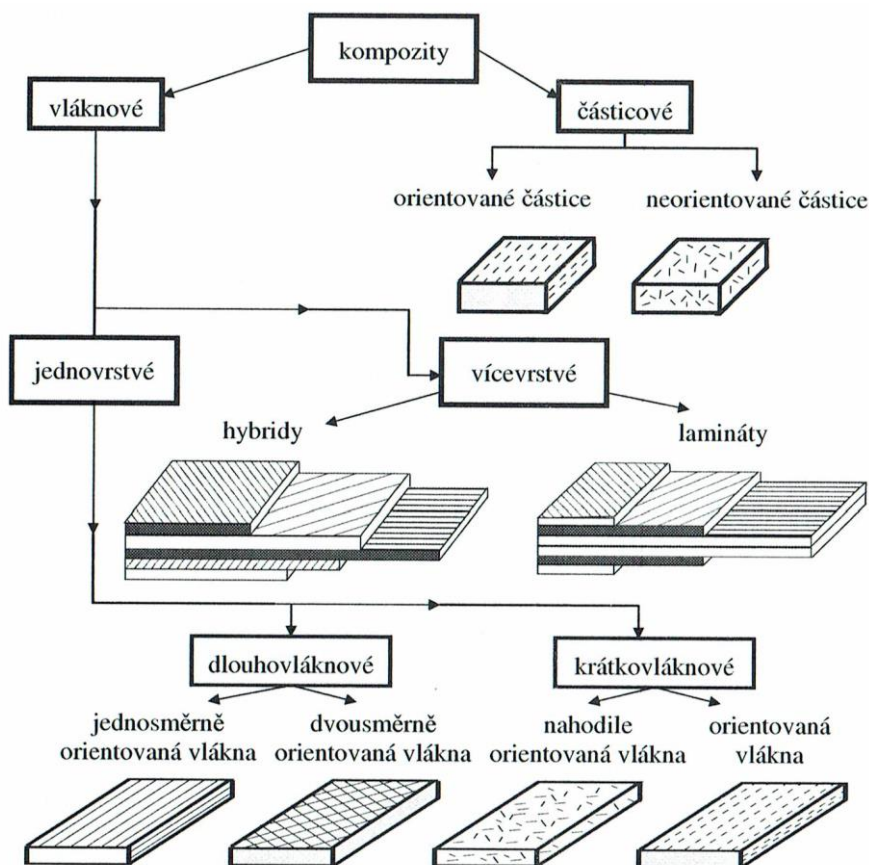 kompozity
vláknové
částicové
orientované částice
neorientované částice
jednovrstvé
vícevrstvé
hybridy
lamináty
dlouhovláknové
krátkovláknové
jednosměrně
orientovaná vlákna
dvousměrně
orientovaná vlákna
nahodile
orientovaná vlákna
orientovaná
vlákna